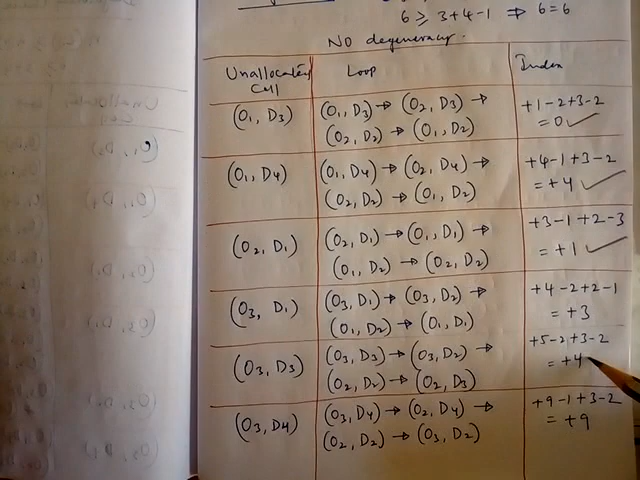 6 ≥ 3+4-1 ⇒ 6=6
No degeneracy.
Unallocated Cell Loop Index
(O1, D3) (O1, D3) → (O2, D3) → +1-2+3-2
(O2, D2) → (O1, D2) = 0 ✓
(O1, D4) (O1, D4) → (O2, D4) → +4-1+3-2
(O2, D2) → (O1, D2) = +4 ✓
(O2, D1) (O2, D1) → (O1, D1) → +3-1+2-3
(O1, D2) → (O2, D2) = +1 ✓
(O3, D1) (O3, D1) → (O3, D2) → +4-2+2-1
(O1, D2) → (O1, D1) = +3
(O3, D3) (O3, D3) → (O3, D2) → +5-2+3-2
(O2, D2) → (O2, D3) = +4
(O3, D4) (O3, D4) → (O2, D4) → +9-1+3-2
(O2, D2) → (O3, D2) = +9